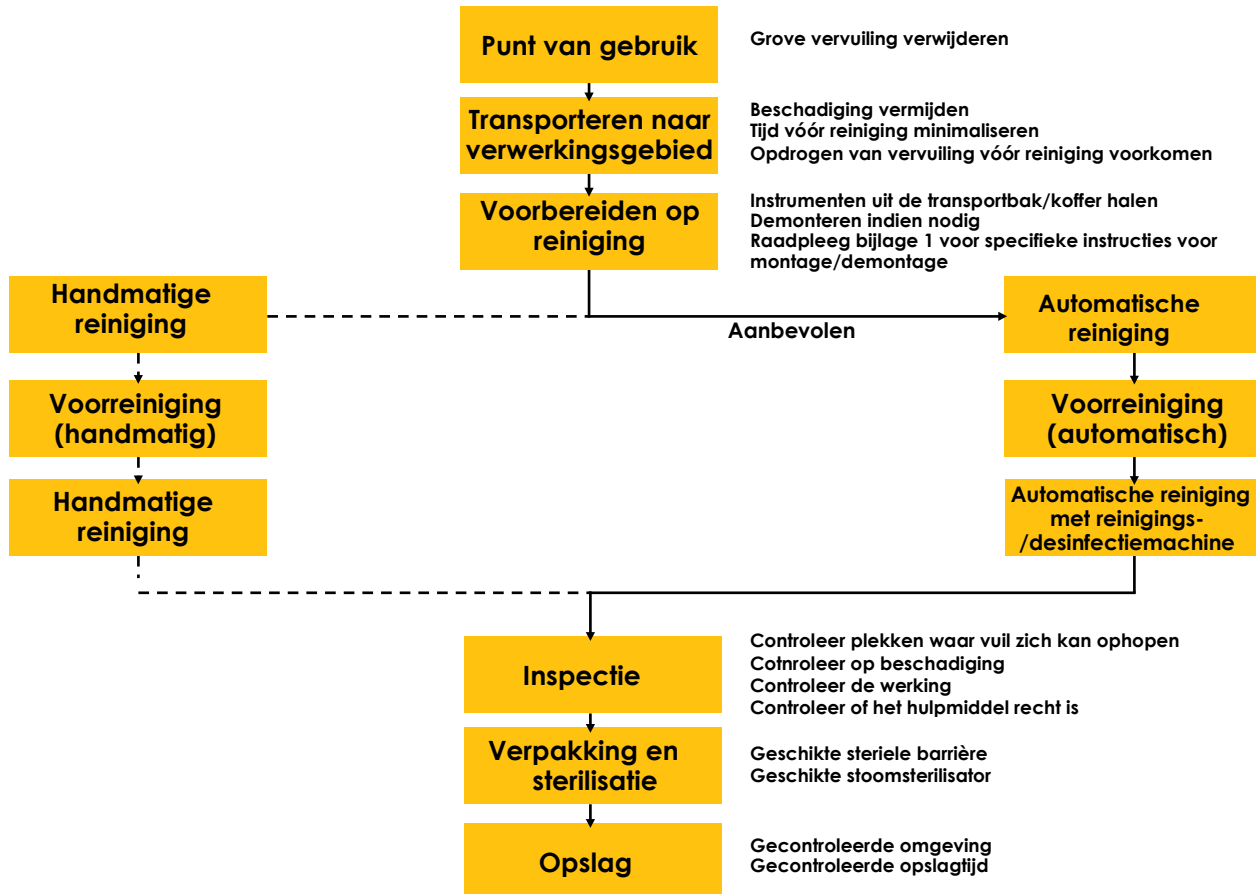 Punt van gebruik
Grove vervuiling verwijderen
Transporteren naar
verwerkingsgebied
Beschadiging vermijden
Tijd vóór reiniging minimaliseren
Opdrogen van vervuiling vóór reiniging voorkomen
Voorbereiden op
reiniging
Instrumenten uit de transportbak/koffer halen
Demonteren indien nodig
Raadpleeg bijlage 1 voor specifieke instructies voor
montage/demontage
Handmatige
reiniging
Aanbevolen
Automatische
reiniging
Voorreiniging
(handmatig)
Voorreiniging
(automatisch)
Handmatige
reiniging
Automatische reiniging
met reinigings-
/desinfectiemachine
Inspectie
Controleer plekken waar vuil zich kan ophopen
Cotnroleer op beschadiging
Controleer de werking
Controleer of het hulpmiddel recht is
Verpakking en
sterilisatie
Geschikte steriele barrière
Geschikte stoomsterilisator
Opslag
Gecontroleerde omgeving
Gecontroleerde opslagtijd